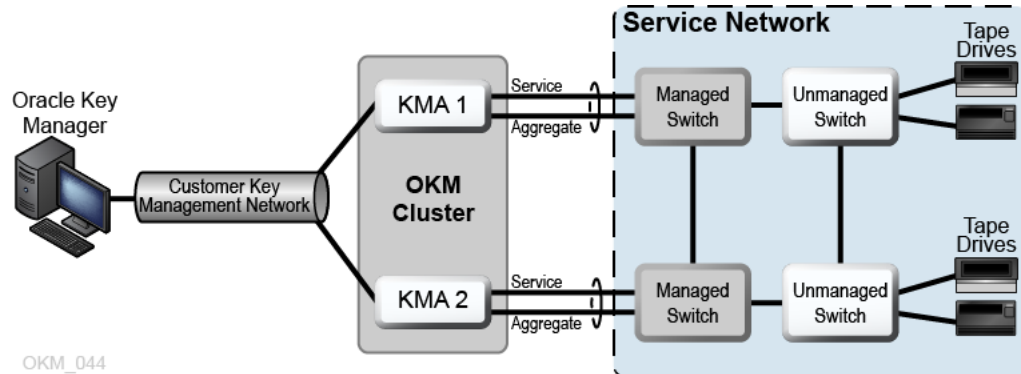 Service Network
Tape
Drives
Oracle Key
Manager
Customer Key
Management Network
KMA 1
Service
Aggregate
Managed
Switch
Unmanaged
Switch
OKM
Cluster
Tape
Drives
KMA 2
Service
Aggregate
Managed
Switch
Unmanaged
Switch
OKM_044